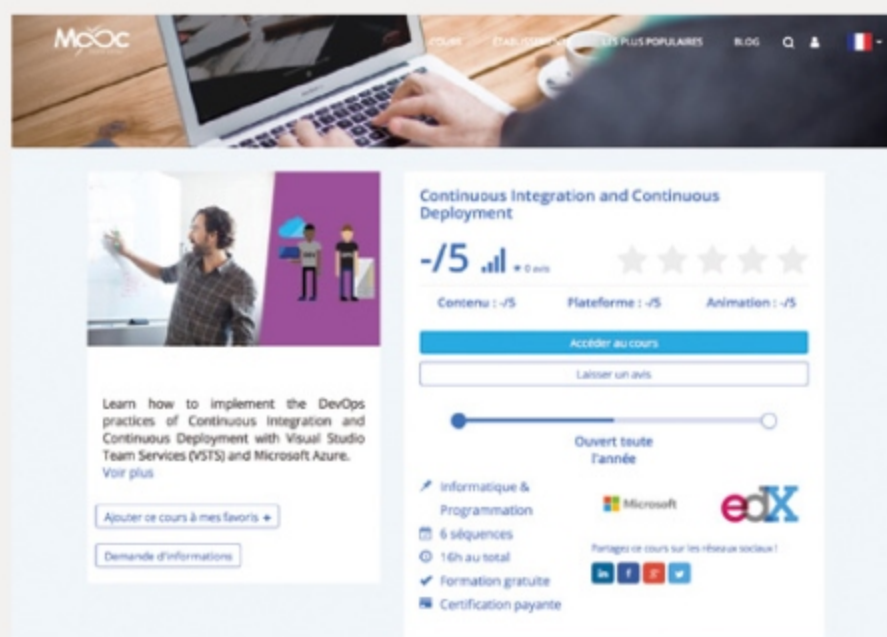 MOOC
COURS ÉTABLISSEMENTS LES PLUS POPULAIRES BLOG
Continuous Integration and Continuous
Deployment
-/5 0 avis
Contenu : -/5 Plateforme : -/5 Animation : -/5
Accéder au cours
Laisser un avis
Ouvert toute
l'année
Learn how to implement the DevOps
practices of Continuous Integration and
Continuous Deployment with Visual Studio
Team Services (VSTS) and Microsoft Azure.
Voir plus
Ajouter ce cours à mes favoris +
Demande d'informations
Informatique &
Programmation
6 séquences
16h au total
Formation gratuite
Certification payante
Microsoft
edX
Partagez ce cours sur les réseaux sociaux !